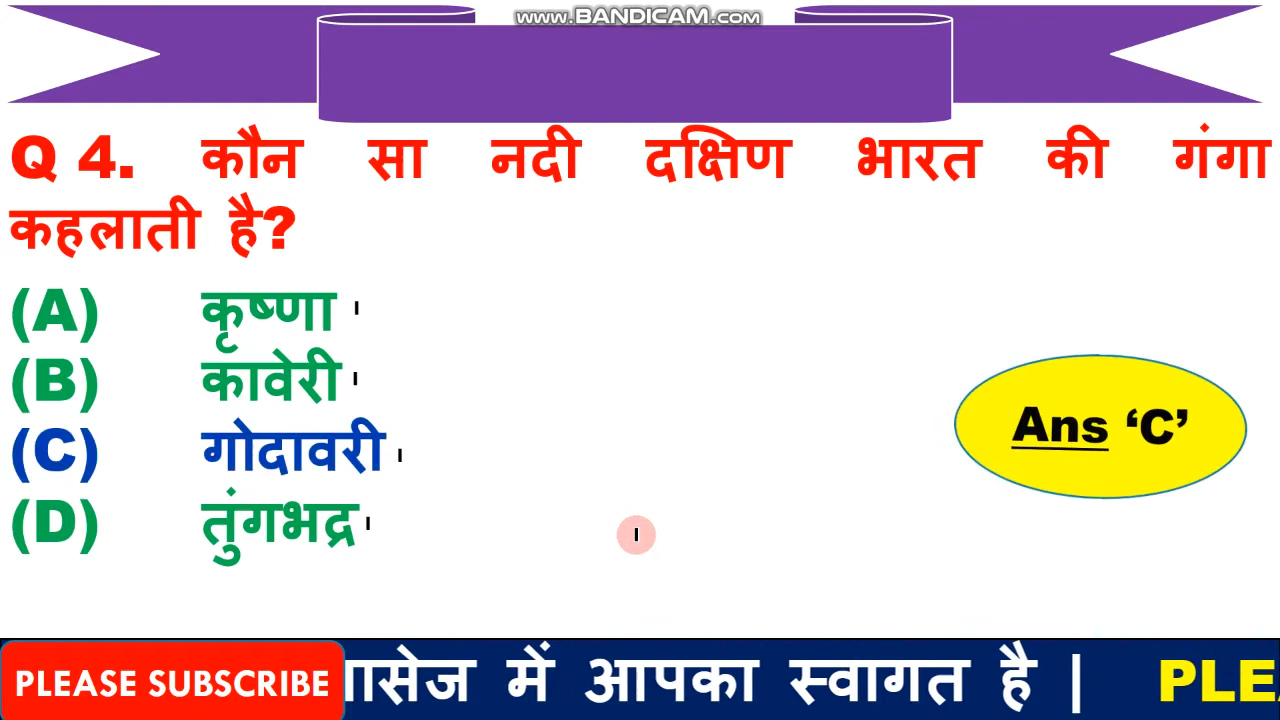 www.BANDICAM.com
Q 4. कौन सा नदी दक्षिण भारत की गंगा
कहलाती है?
(A) कृष्णा
(B) कावेरी
(C) गोदावरी
(D) तुंगभद्र
Ans ‘C’
PLEASE SUBSCRIBE ासेज में आपका स्वागत है | PLE